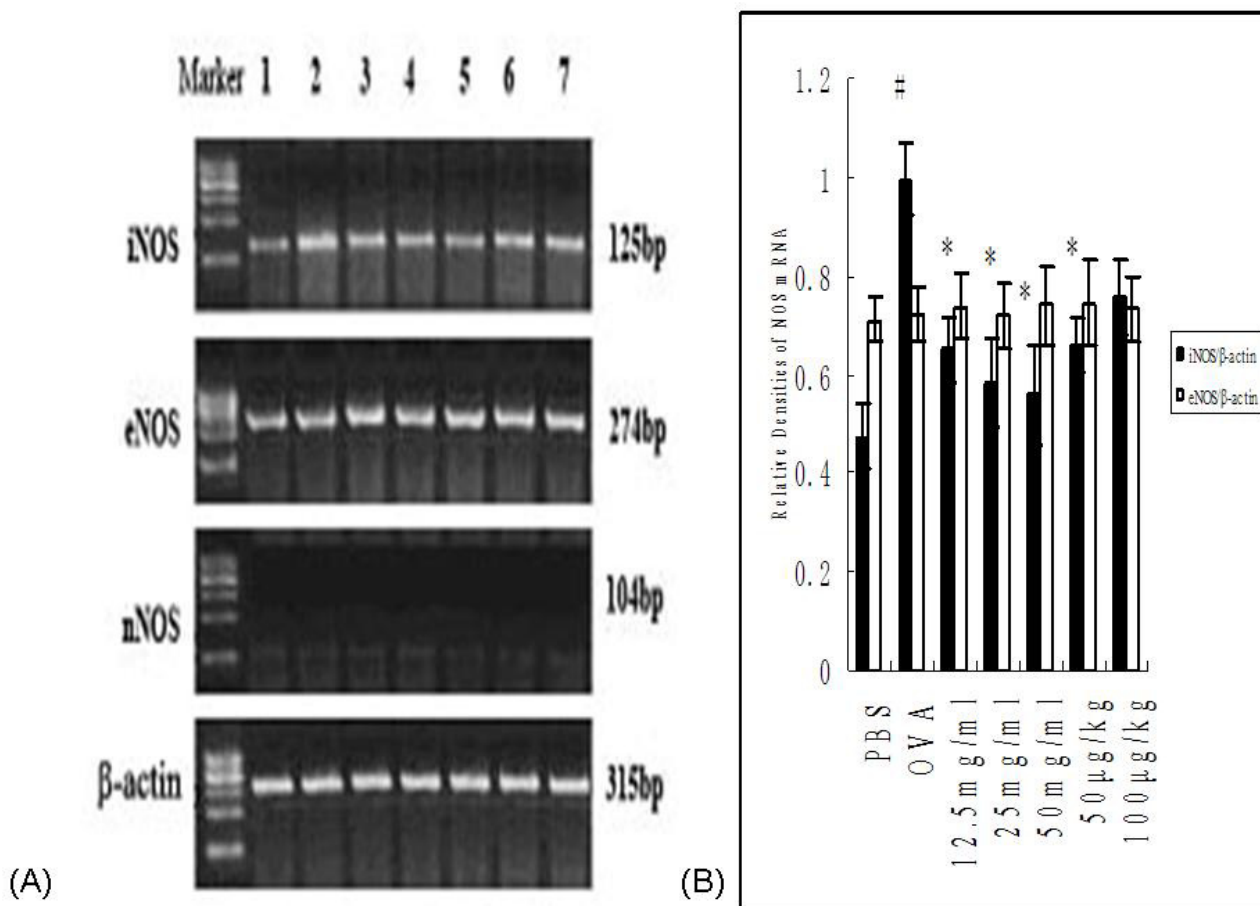 Marker 1 2 3 4 5 6 7
iNOS
125bp
eNOS
274bp
nNOS
104bp
β-actin
315bp
(A)
Relative Densities of NOS mRNA
1.2
1
0.8
0.6
0.4
0.2
0
#
*
*
*
*
PBS
OVA
12.5mg/ml
25mg/ml
50mg/ml
50μg/kg
100μg/kg
iNOS/β-actin
eNOS/β-actin
(B)